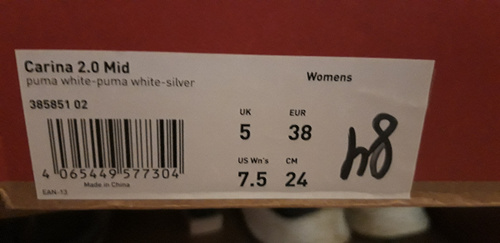 Carina 2.0 Mid
puma white-puma white-silver
Womens
385851 02
UK EUR
5 38
US Wn's CM
7.5 24
4 065449 577304
Made in China
EAN-13